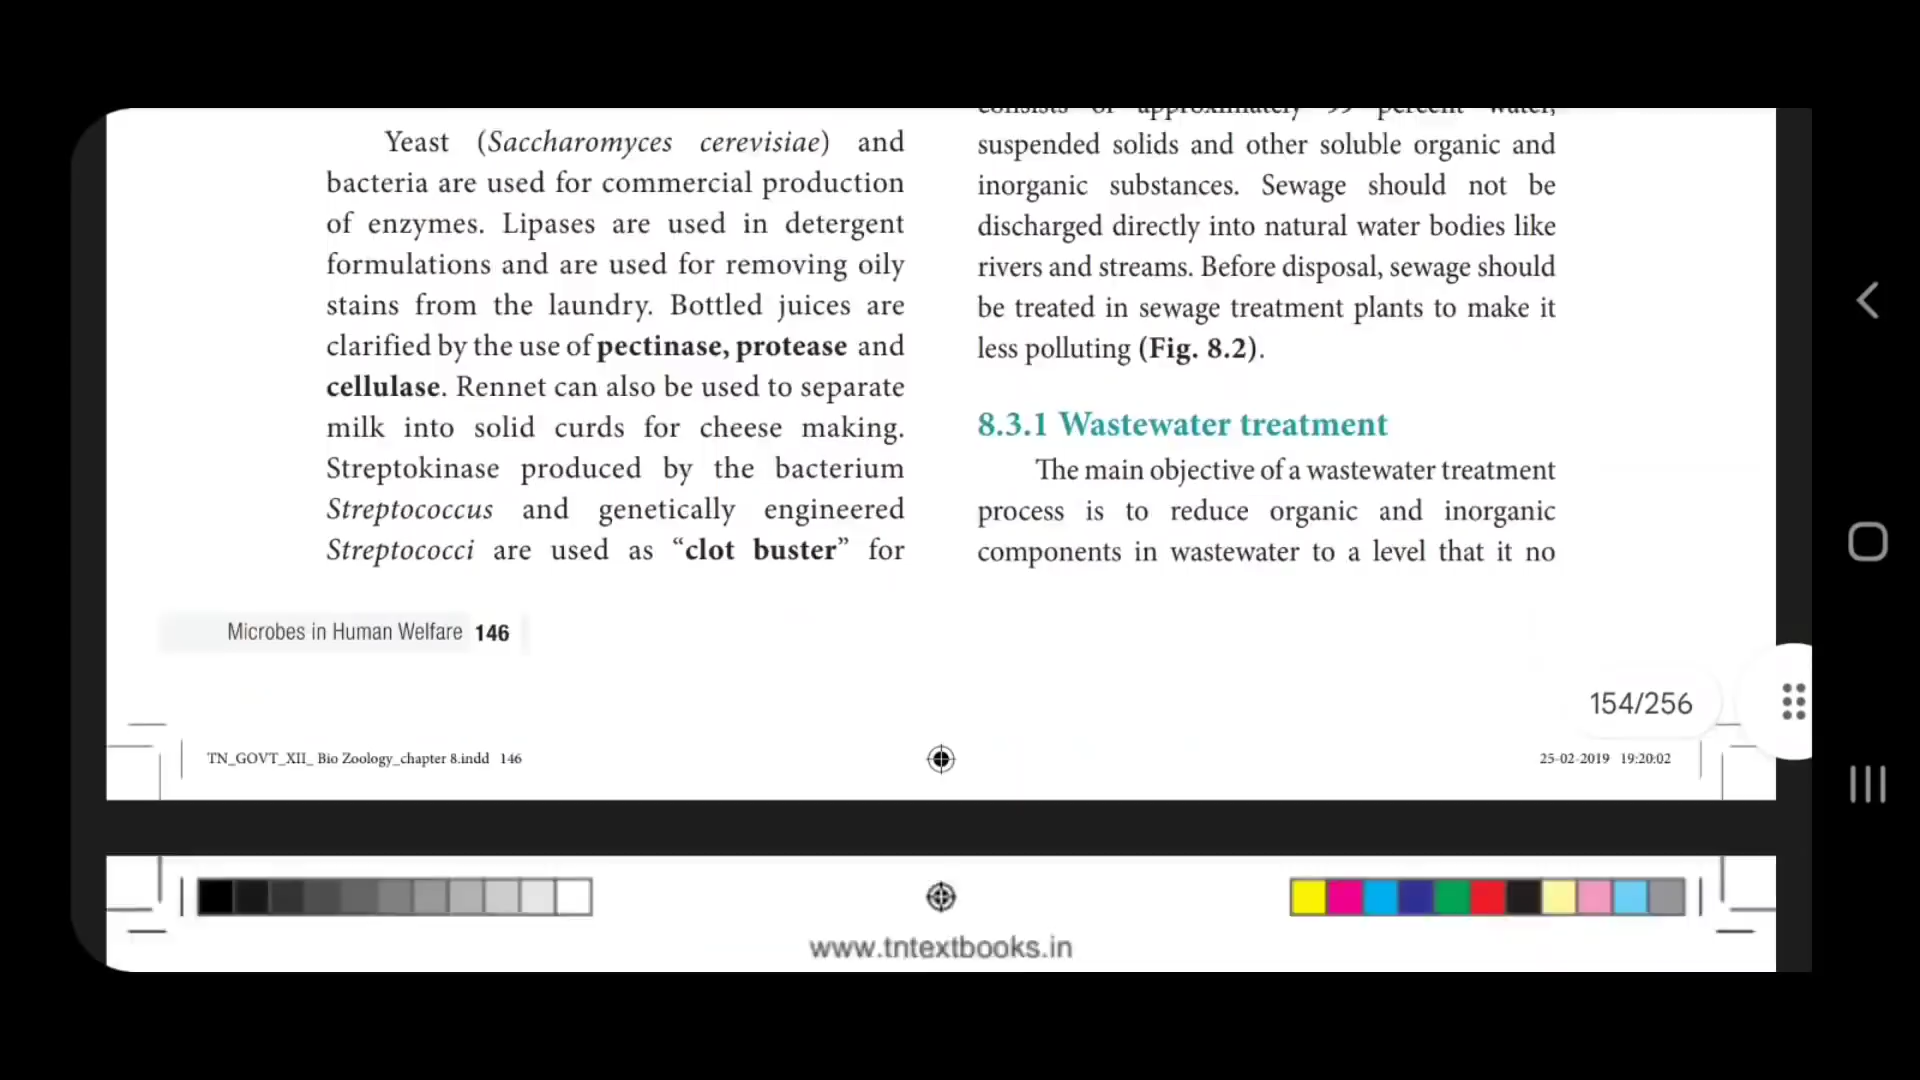 Yeast (Saccharomyces cerevisiae) and
bacteria are used for commercial production
of enzymes. Lipases are used in detergent
formulations and are used for removing oily
stains from the laundry. Bottled juices are
clarified by the use of pectinase, protease and
cellulase. Rennet can also be used to separate
milk into solid curds for cheese making.
Streptokinase produced by the bacterium
Streptococcus and genetically engineered
Streptococci are used as “clot buster” for
consists of approximately 99 percent water,
suspended solids and other soluble organic and
inorganic substances. Sewage should not be
discharged directly into natural water bodies like
rivers and streams. Before disposal, sewage should
be treated in sewage treatment plants to make it
less polluting (Fig. 8.2).
8.3.1 Wastewater treatment
The main objective of a wastewater treatment
process is to reduce organic and inorganic
components in wastewater to a level that it no
Microbes in Human Welfare 146
154/256
TN_GOVT_XII_ Bio Zoology_chapter 8.indd 146
25-02-2019 19:20:02
www.tntextbooks.in